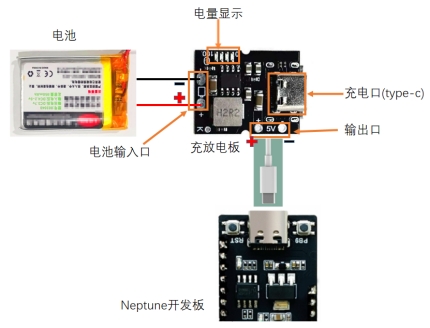 电量显示
电池
充电口(type-c)
H2R2
5V
输出口
电池输入口
充放电板
RST
PB9
Neptune开发板